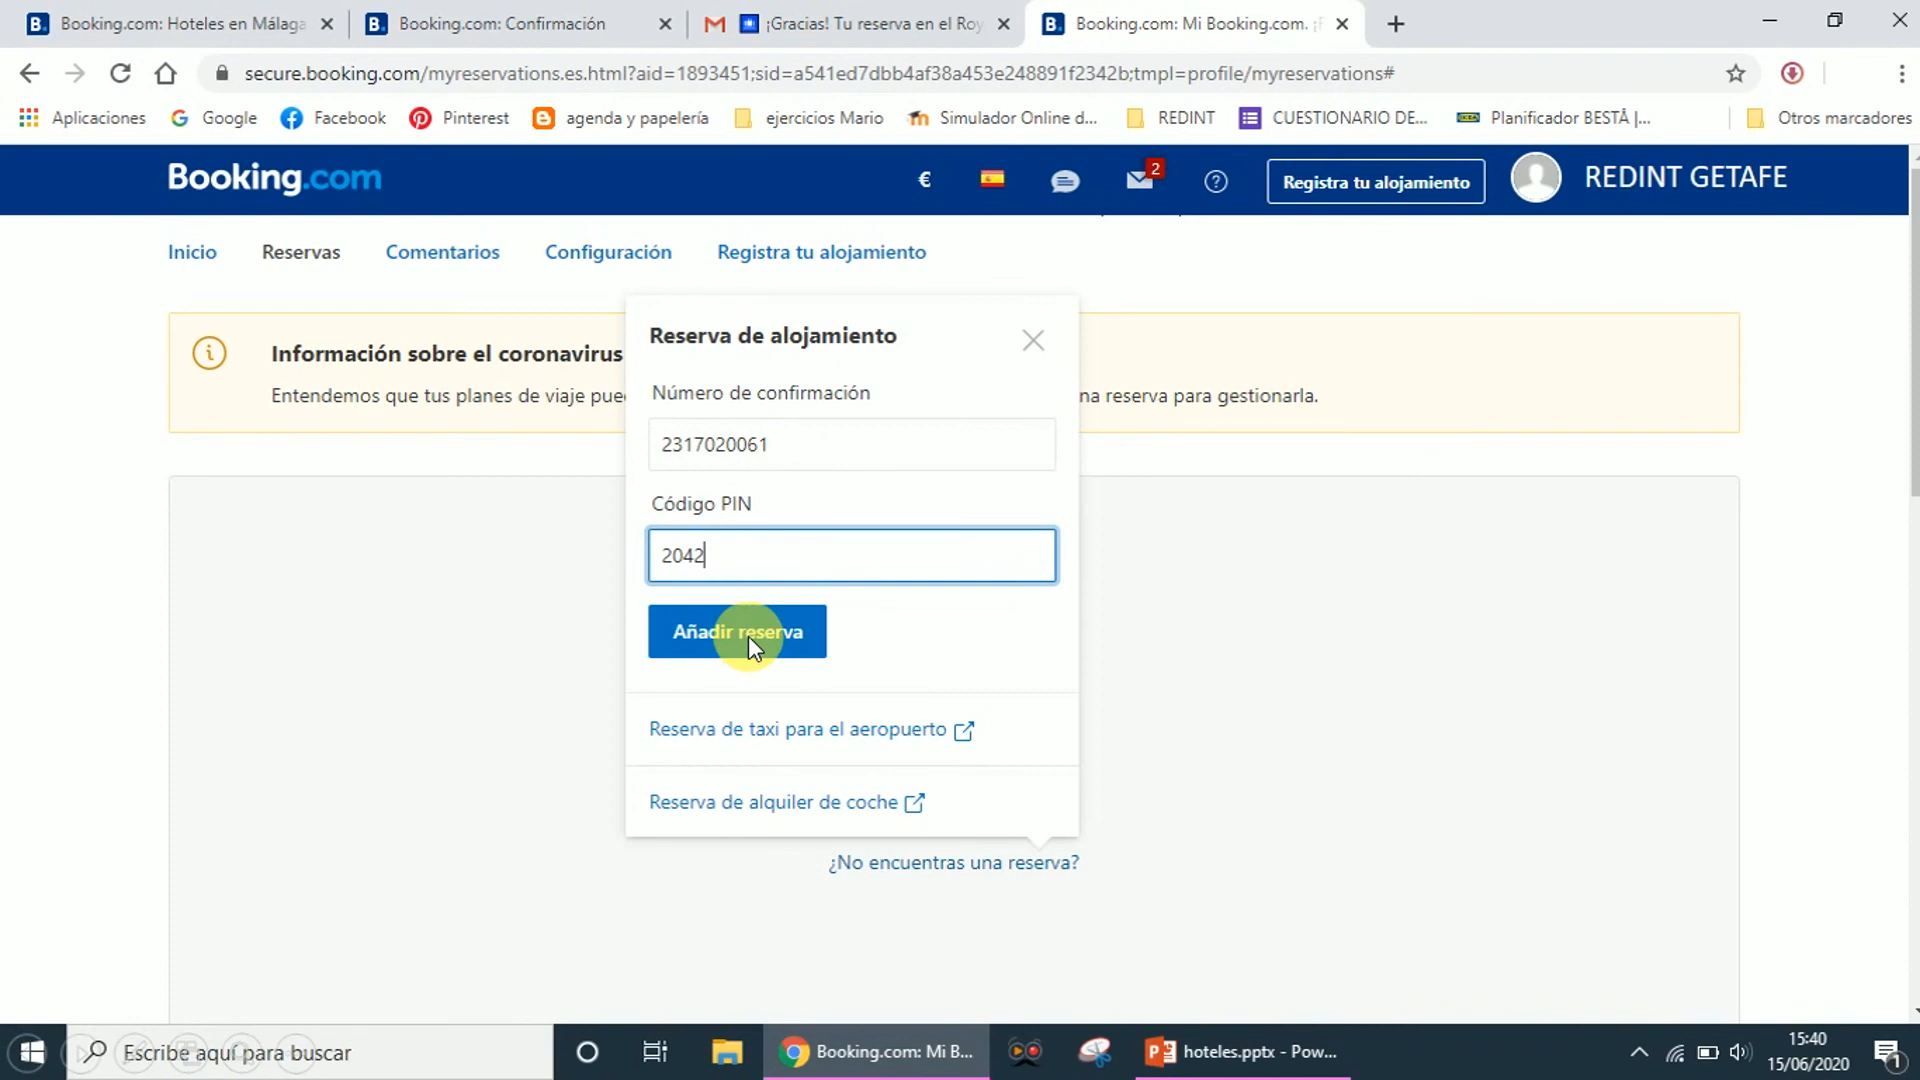 Booking.com: Hoteles en Málaga
Booking.com: Confirmación
¡Gracias! Tu reserva en el Roy
Booking.com: Mi Booking.com. ¡
secure.booking.com/myreservations.es.html?aid=1893451;sid=a541ed7dbb4af38a453e248891f2342b;tmpl=profile/myreservations#
Aplicaciones Google Facebook Pinterest agenda y papelería ejercicios Mario Simulador Online d... REDINT CUESTIONARIO DE... Planificador BESTÅ |... Otros marcadores
Booking.com € 2 Registra tu alojamiento REDINT GETAFE
Inicio Reservas Comentarios Configuración Registra tu alojamiento
Información sobre el coronavirus
Entendemos que tus planes de viaje pue
na reserva para gestionarla.
Reserva de alojamiento
Número de confirmación
2317020061
Código PIN
2042
Añadir reserva
Reserva de taxi para el aeropuerto
Reserva de alquiler de coche
¿No encuentras una reserva?
Escribe aquí para buscar
Booking.com: Mi B...
hoteles.pptx - Pow...
15:40
15/06/2020
1